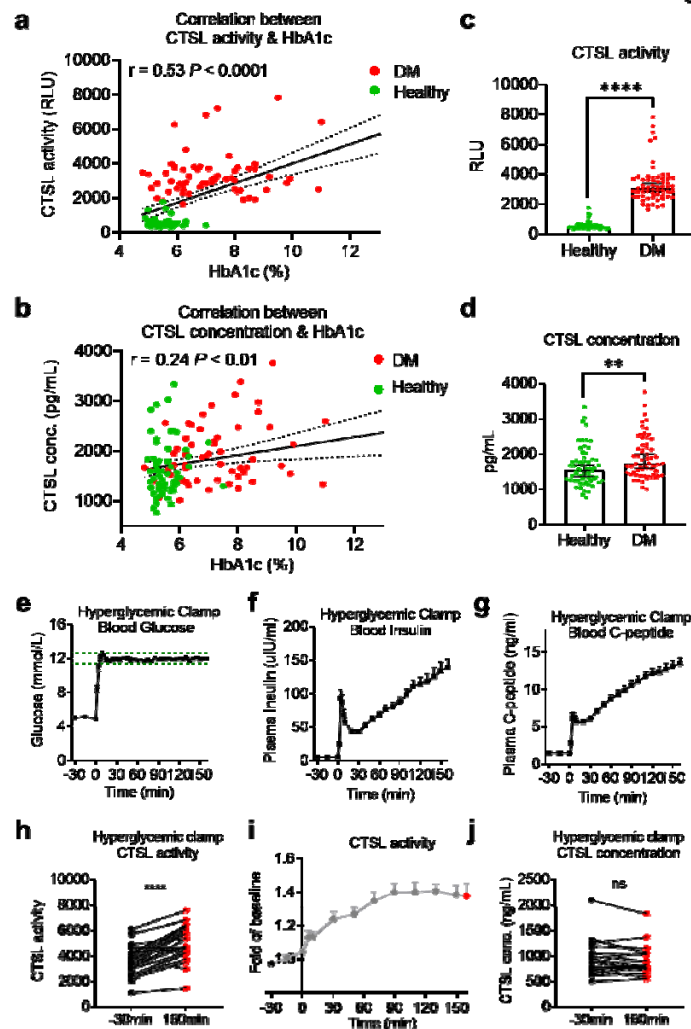 a
Correlation between
CTSL activity & HbA1c
r = 0.53 P < 0.0001
DM
Healthy
CTSL activity (RLU)
10000
8000
6000
4000
2000
0
4 6 8 10 12
HbA1c (%)
c
CTSL activity
****
RLU
10000
8000
6000
4000
2000
0
Healthy DM
b
Correlation between
CTSL concentration & HbA1c
r = 0.24 P < 0.01
DM
Healthy
CTSL conc. (pg/mL)
4000
3000
2000
1000
4 6 8 10 12
HbA1c (%)
d
CTSL concentration
**
pg/mL
4000
3000
2000
1000
0
Healthy DM
e
Hyperglycemic Clamp
Blood Glucose
Glucose (mmol/L)
16
12
8
4
0
-30 0 30 60 90 120 150
Time (min)
f
Hyperglycemic Clamp
Blood Insulin
Plasma Insulin (uIU/ml)
200
150
100
50
0
-30 0 30 60 90 120 150
Time (min)
g
Hyperglycemic Clamp
Blood C-peptide
Plasma C-peptide (ng/ml)
15
10
5
0
-30 0 30 60 90 120 150
Time (min)
h
Hyperglycemic clamp
CTSL activity
****
CTSL activity
10000
8000
6000
4000
2000
0
-30min 160min
i
CTSL activity
Fold of baseline
1.6
1.4
1.2
1.0
-30 0 30 60 90 120 150
Time (min)
j
Hyperglycemic clamp
CTSL concentration
ns
CTSL conc. (ng/mL)
2500
2000
1500
1000
500
0
-30min 160min